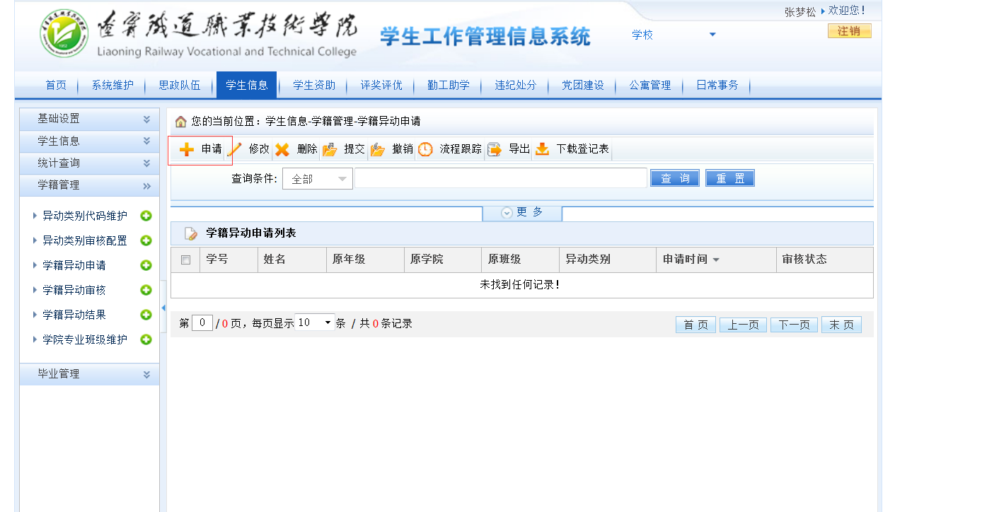 张梦松 欢迎您!
辽宁铁道职业技术学院
Liaoning Railway Vocational and Technical College
学生工作管理信息系统
学校
注销
首页 系统维护 思政队伍 学生信息 学生资助 评奖评优 勤工助学 违纪处分 党团建设 公寓管理 日常事务
基础设置
学生信息
统计查询
学籍管理
异动类别代码维护
异动类别审核配置
学籍异动申请
学籍异动审核
学籍异动结果
学院专业班级维护
毕业管理
您的当前位置：学生信息-学籍管理-学籍异动申请
申请 修改 删除 提交 撤销 流程跟踪 导出 下载登记表
查询条件: 全部 查 询 重 置
更 多
学籍异动申请列表
学号 姓名 原年级 原学院 原班级 异动类别 申请时间 审核状态
未找到任何记录!
第 0 / 0 页，每页显示 10 条 / 共 0 条记录 首 页 上一页 下一页 末 页